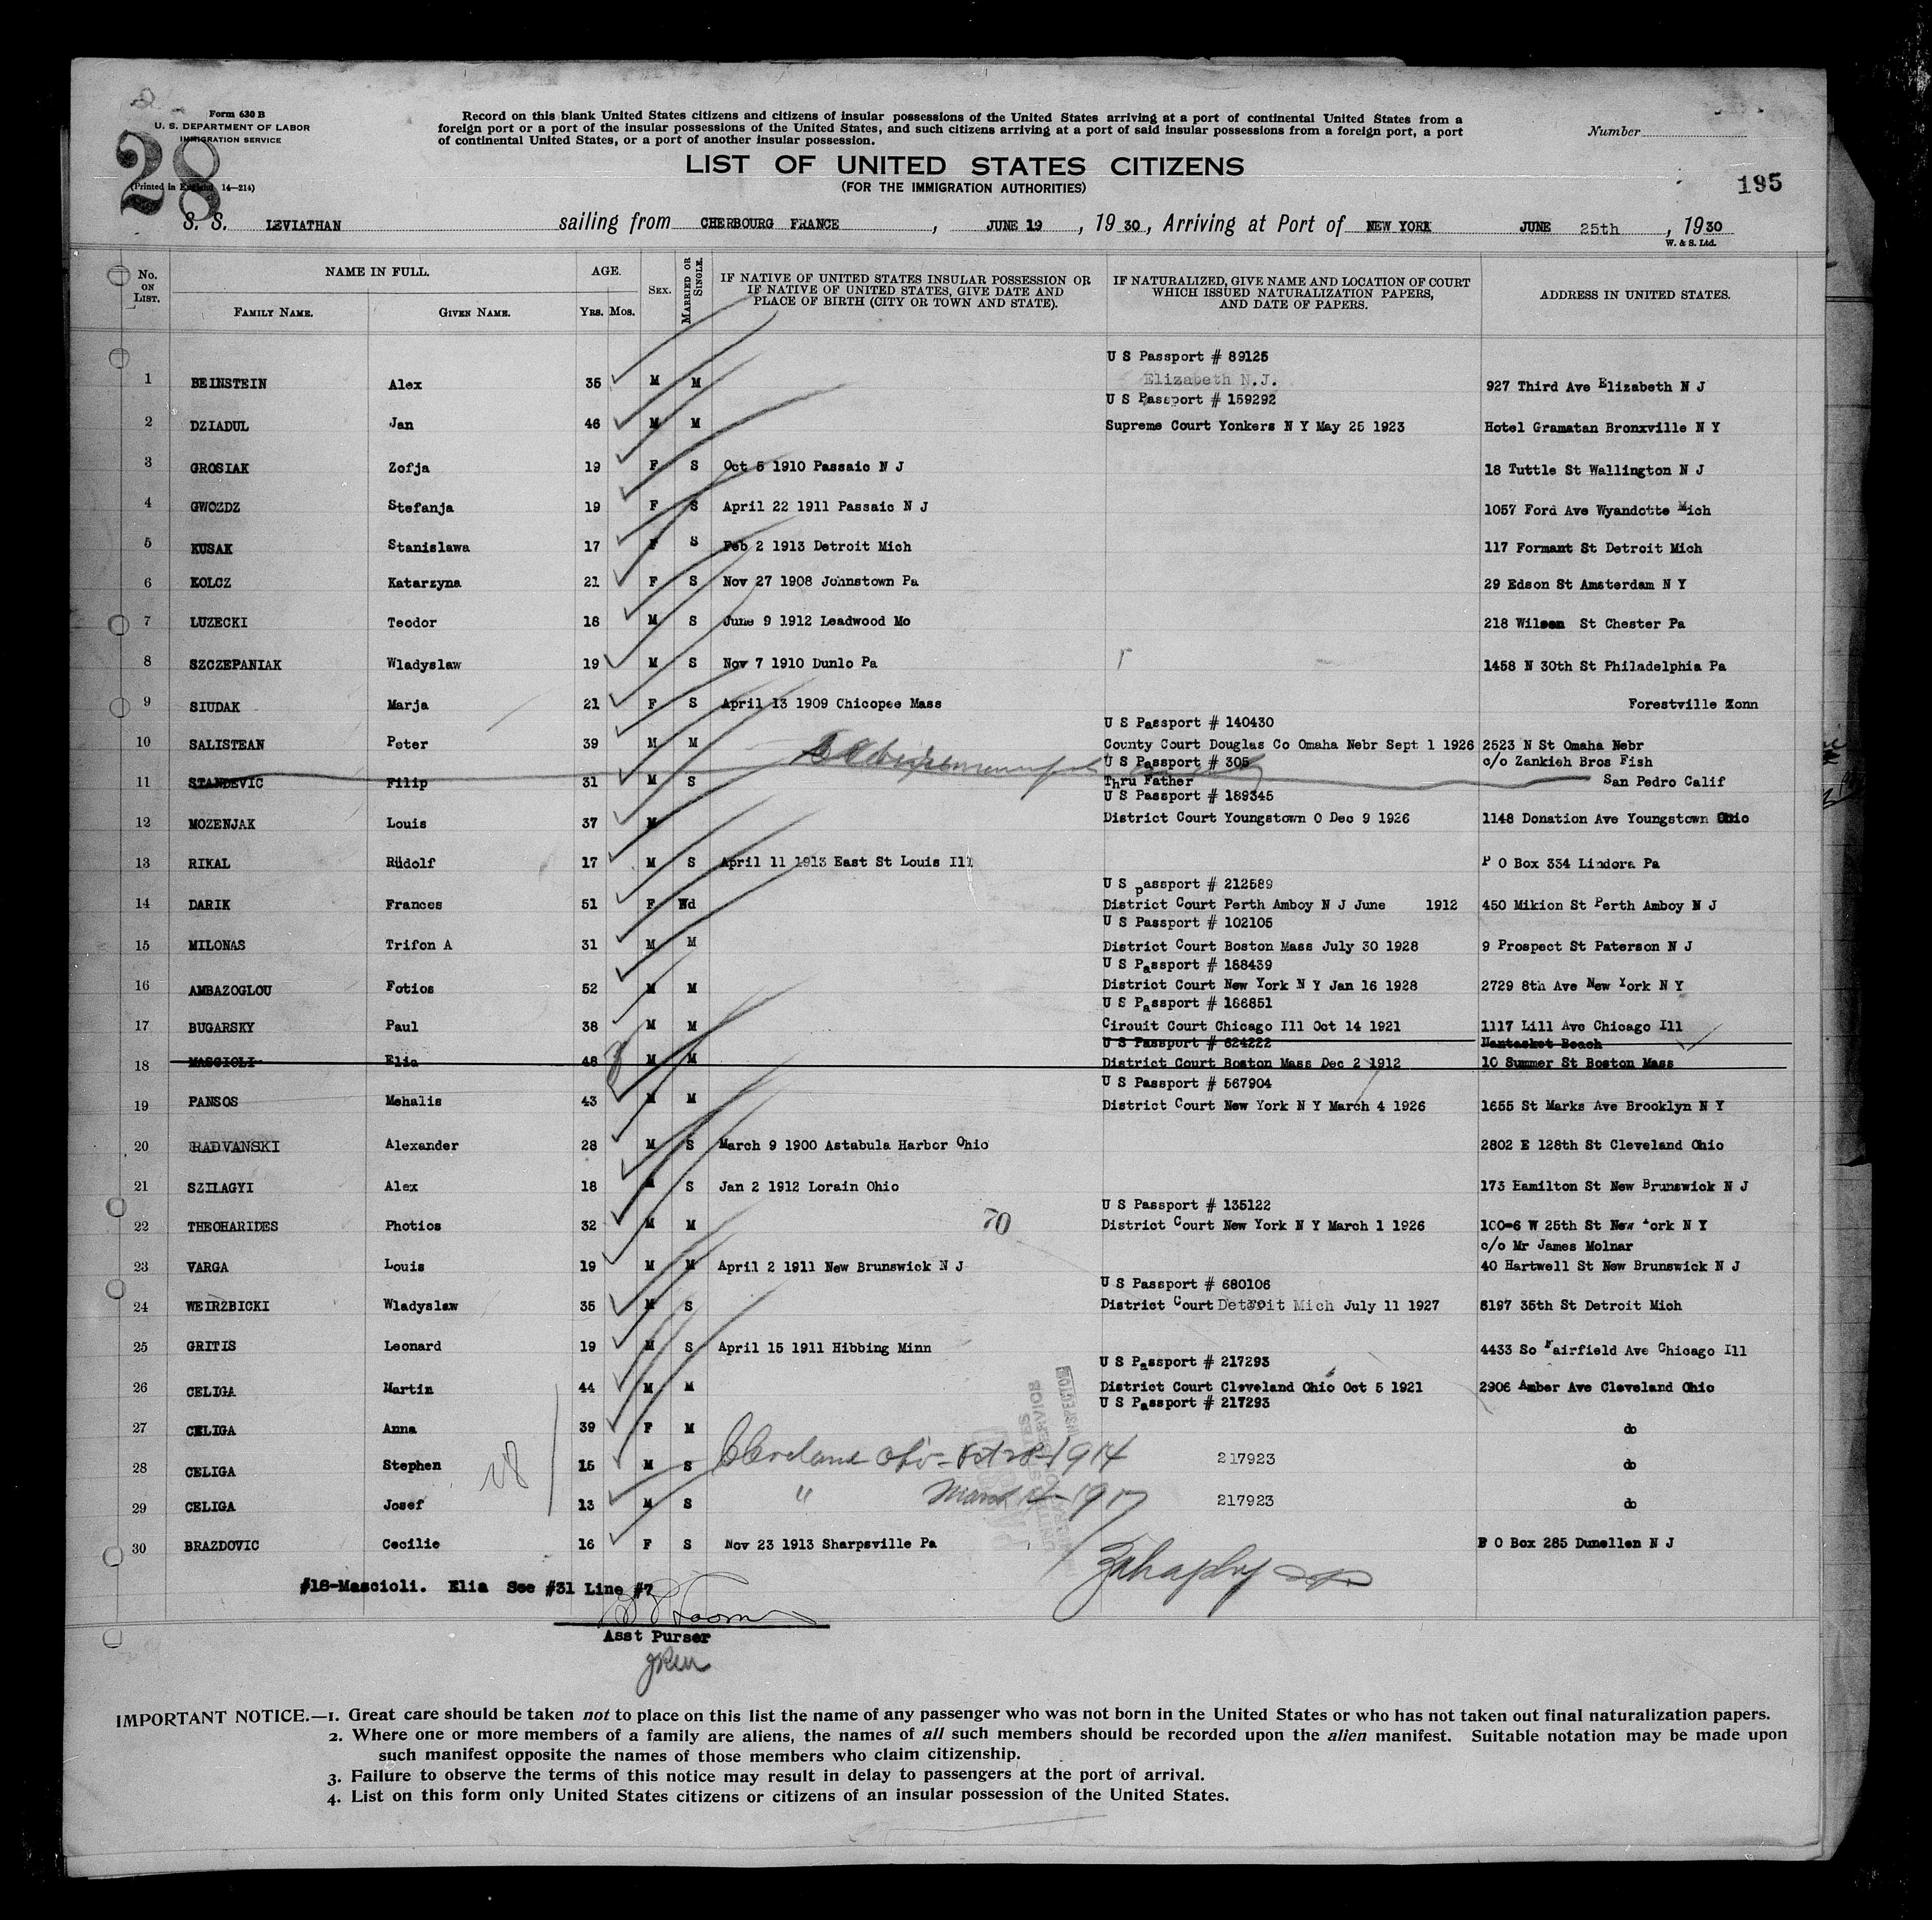 Form 630 B
U. S. DEPARTMENT OF LABOR
IMMIGRATION SERVICE
28
(Printed in England 14—214)
Record on this blank United States citizens and citizens of insular possessions of the United States arriving at a port of continental United States from a
foreign port or a port of the insular possessions of the United States, and such citizens arriving at a port of said insular possessions from a foreign port, a port
of continental United States, or a port of another insular possession.
Number
LIST OF UNITED STATES CITIZENS
(FOR THE IMMIGRATION AUTHORITIES)
195
S. S. LEVIATHAN sailing from CHERBOURG FRANCE, JUNE 19, 1930, Arriving at Port of NEW YORK JUNE 25th, 1930
W. & S. Ltd.
No. ON LIST. NAME IN FULL. AGE. SEX. MARRIED OR SINGLE. IF NATIVE OF UNITED STATES INSULAR POSSESSION OR IF NATIVE OF UNITED STATES, GIVE DATE AND PLACE OF BIRTH (CITY OR TOWN AND STATE). IF NATURALIZED, GIVE NAME AND LOCATION OF COURT WHICH ISSUED NATURALIZATION PAPERS, AND DATE OF PAPERS. ADDRESS IN UNITED STATES.
FAMILY NAME. GIVEN NAME. YRS. MOS.
U S Passport # 89125
1 BEINSTEIN Alex 35 M M Elizabeth N.J. 927 Third Ave Elizabeth N J
U S Passport # 159292
2 DZIADUL Jan 46 M M Supreme Court Yonkers N Y May 25 1923 Hotel Gramatan Bronxville N Y
3 GROSIAK Zofja 19 F S Oct 5 1910 Passaic N J 18 Tuttle St Wallington N J
4 GWOZDZ Stefanja 19 F S April 22 1911 Passaic N J 1057 Ford Ave Wyandotte Mich
5 KUSAK Stanislawa 17 F S Feb 2 1913 Detroit Mich 117 Formant St Detroit Mich
6 KOLCZ Katarzyna 21 F S Nov 27 1908 Johnstown Pa 29 Edson St Amsterdam N Y
7 LUZECKI Teodor 18 M S June 9 1912 Leadwood Mo 218 Wilson St Chester Pa
8 SZCZEPANIAK Wladyslaw 19 M S Nov 7 1910 Dunlo Pa 1458 N 30th St Philadelphia Pa
9 SIUDAK Marja 21 F S April 13 1909 Chicopee Mass Forestville Konn
U S Passport # 140430
10 SALISTEAN Peter 39 M M County Court Douglas Co Omaha Nebr Sept 1 1926 2523 N St Omaha Nebr
U S Passport # 305 c/o Zankich Bros Fish
11 STANDEVIC Filip 31 M S Thru Father San Pedro Calif
U S Passport # 189345
12 MOZENJAK Louis 37 M District Court Youngstown O Dec 9 1926 1148 Donation Ave Youngstown Ohio
13 RIKAL Rüdolf 17 M S April 11 1913 East St Louis Ill P O Box 334 Lindora Pa
U S passport # 212589
14 DARIK Frances 51 F Wd District Court Perth Amboy N J June 1912 450 Mikion St Perth Amboy N J
U S Passport # 102105
15 MILONAS Trifon A 31 M M District Court Boston Mass July 30 1928 9 Prospect St Paterson N J
U S Passport # 188439
16 AMBAZOGLOU Fotios 52 M M District Court New York N Y Jan 16 1928 2729 8th Ave New York N Y
U S Passport # 166851
17 BUGARSKY Paul 38 M M Circuit Court Chicago Ill Oct 14 1921 1117 Lill Ave Chicago Ill
U S Passport # 624222 Nantasket Beach
18 MASCIOLI Elia 48 M M District Court Boston Mass Dec 2 1912 10 Summer St Boston Mass
U S Passport # 567904
19 PANSOS Mehalis 43 M M District Court New York N Y March 4 1926 1655 St Marks Ave Brooklyn N Y
20 RADVANSKI Alexander 28 M S March 9 1900 Astabula Harbor Ohio 2802 E 128th St Cleveland Ohio
21 SZILAGYI Alex 18 M S Jan 2 1912 Lorain Ohio 173 Hamilton St New Brunswick N J
U S Passport # 135122
22 THEOHARIDES Photios 32 M M 70 District Court New York N Y March 1 1926 100-6 W 25th St New York N Y
c/o Mr James Molnar
23 VARGA Louis 19 M M April 2 1911 New Brunswick N J 40 Hartwell St New Brunswick N J
U S Passport # 680106
24 WEIRZBICKI Wladyslaw 35 M S District Court Detroit Mich July 11 1927 6197 35th St Detroit Mich
25 GRITIS Leonard 19 M S April 15 1911 Hibbing Minn 4433 So Fairfield Ave Chicago Ill
U S Passport # 217293
26 CELIGA Martin 44 M M District Court Cleveland Ohio Oct 5 1921 2906 Amber Ave Cleveland Ohio
U S Passport # 217293
27 CELIGA Anna 39 F M do
28 CELIGA Stephen 15 M S Cleveland Ohio - Oct 28-1914 217923 do
29 CELIGA Josef 13 M S " March 1917 217923 do
30 BRAZDOVIC Cecilie 16 F S Nov 23 1913 Sharpsville Pa P O Box 285 Dunellen N J
#18-Mascioli. Elia See #31 Line #7
Asst Purser
IMPORTANT NOTICE.—1. Great care should be taken not to place on this list the name of any passenger who was not born in the United States or who has not taken out final naturalization papers.
2. Where one or more members of a family are aliens, the names of all such members should be recorded upon the alien manifest. Suitable notation may be made upon
such manifest opposite the names of those members who claim citizenship.
3. Failure to observe the terms of this notice may result in delay to passengers at the port of arrival.
4. List on this form only United States citizens or citizens of an insular possession of the United States.